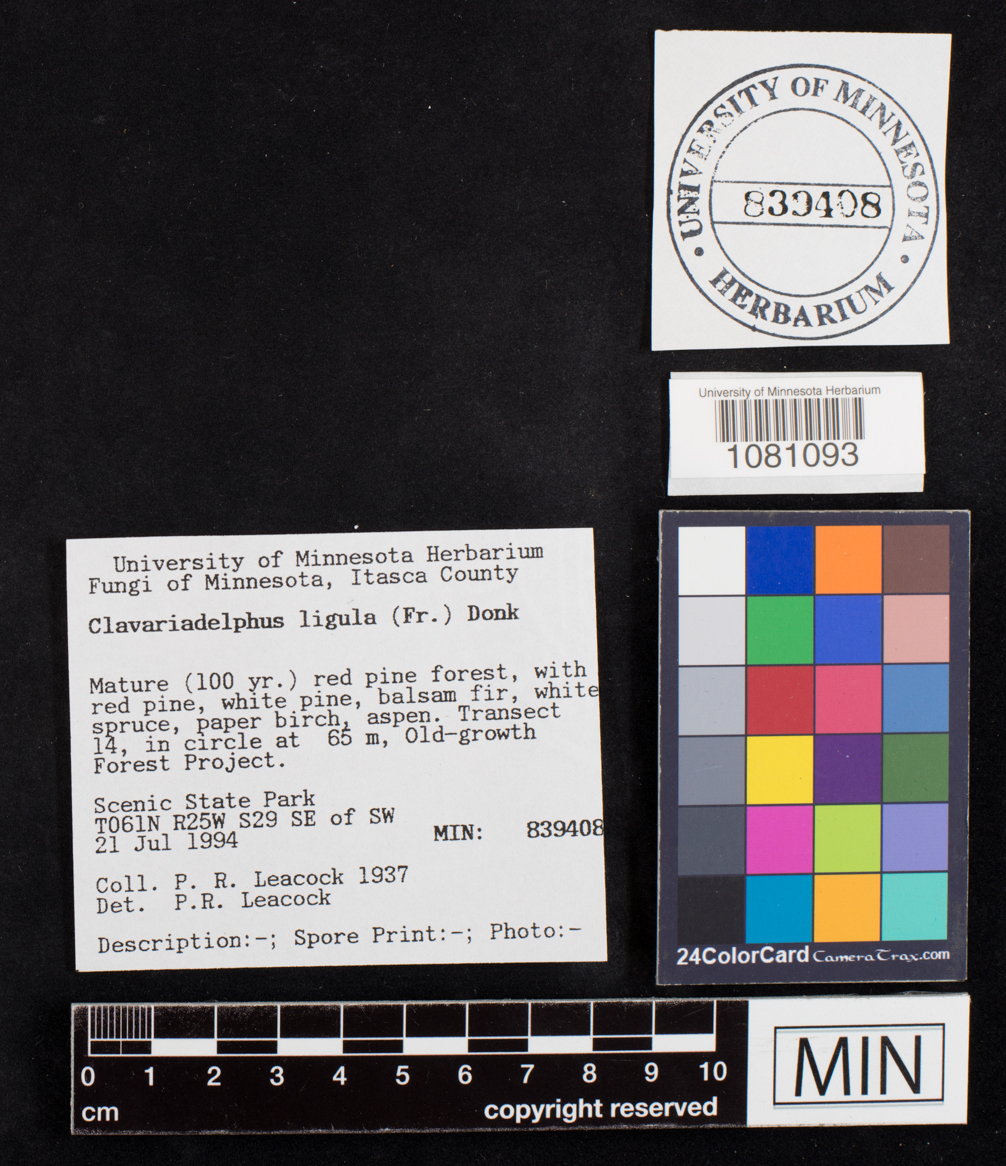 UNIVERSITY OF MINNESOTA
839408
• HERBARIUM •
University of Minnesota Herbarium
1081093
University of Minnesota Herbarium
Fungi of Minnesota, Itasca County
Clavariadelphus ligula (Fr.) Donk
Mature (100 yr.) red pine forest, with
red pine, white pine, balsam fir, white
spruce, paper birch, aspen. Transect
14, in circle at 65 m, Old-growth
Forest Project.
Scenic State Park
T061N R25W S29 SE of SW
21 Jul 1994
MIN: 839408
Coll. P. R. Leacock 1937
Det. P.R. Leacock
Description:-; Spore Print:-; Photo:-
24ColorCard CameraTrax.com
0 1 2 3 4 5 6 7 8 9 10
cm copyright reserved
MIN